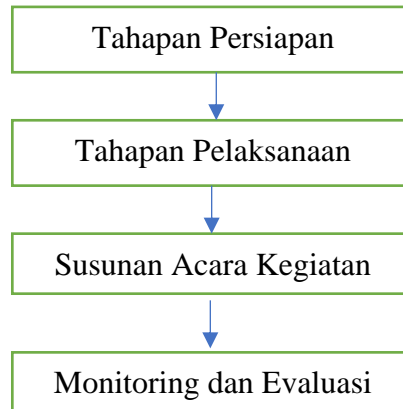 Tahapan Persiapan
Tahapan Pelaksanaan
Susunan Acara Kegiatan
Monitoring dan Evaluasi